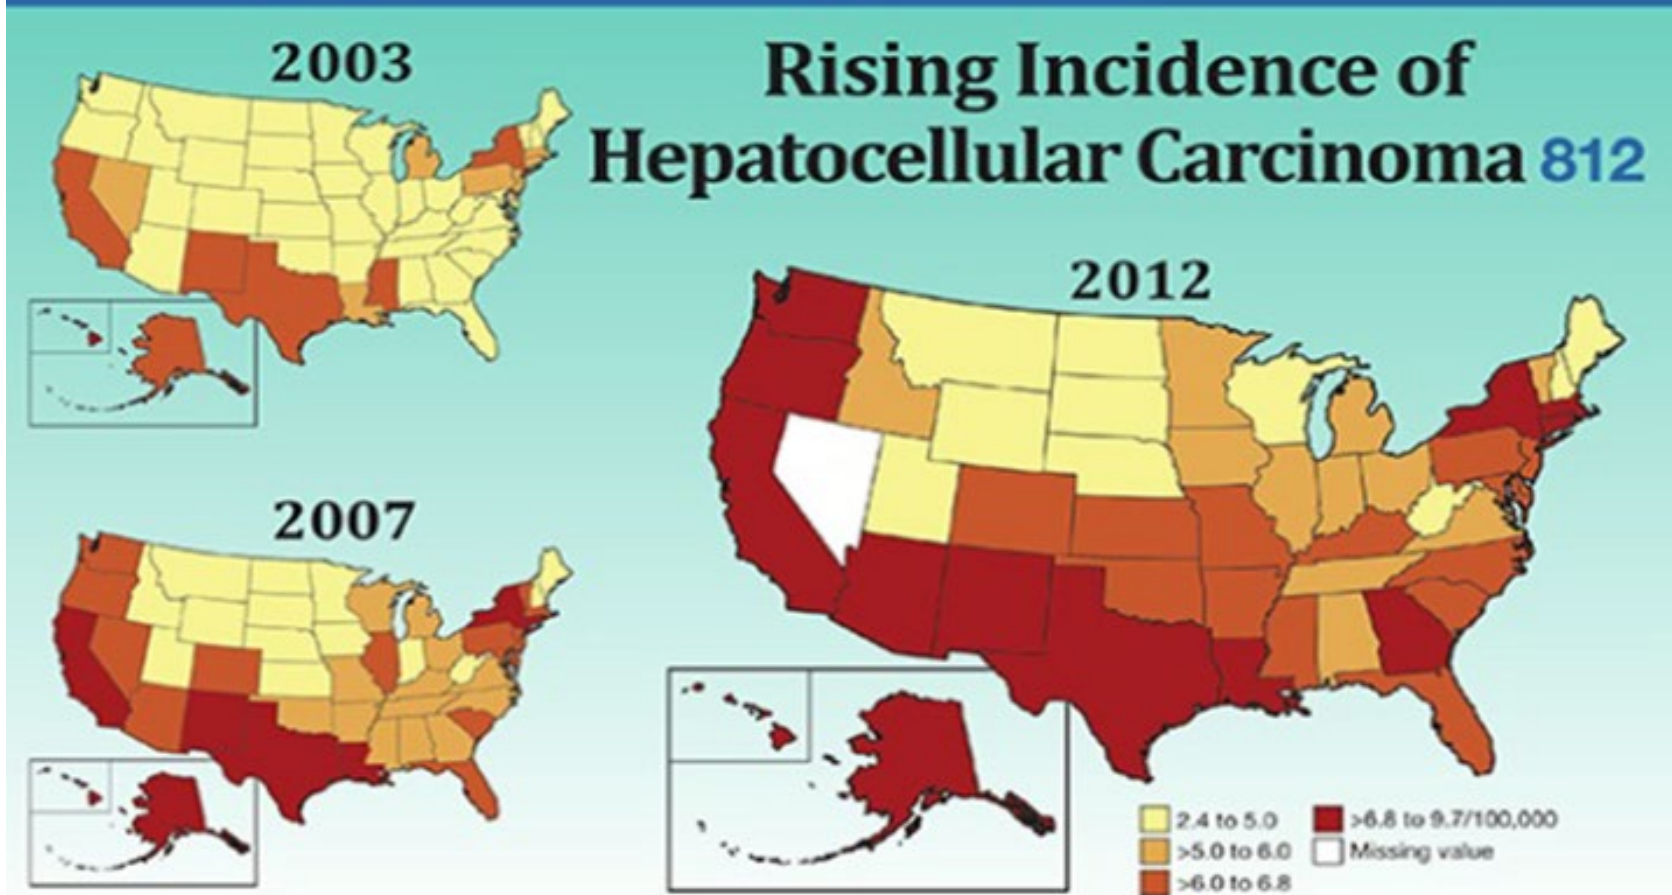 2003
Rising Incidence of
Hepatocellular Carcinoma 812
2012
2007
2.4 to 5.0
>5.0 to 6.0
>6.0 to 6.8
>6.8 to 9.7/100,000
Missing value